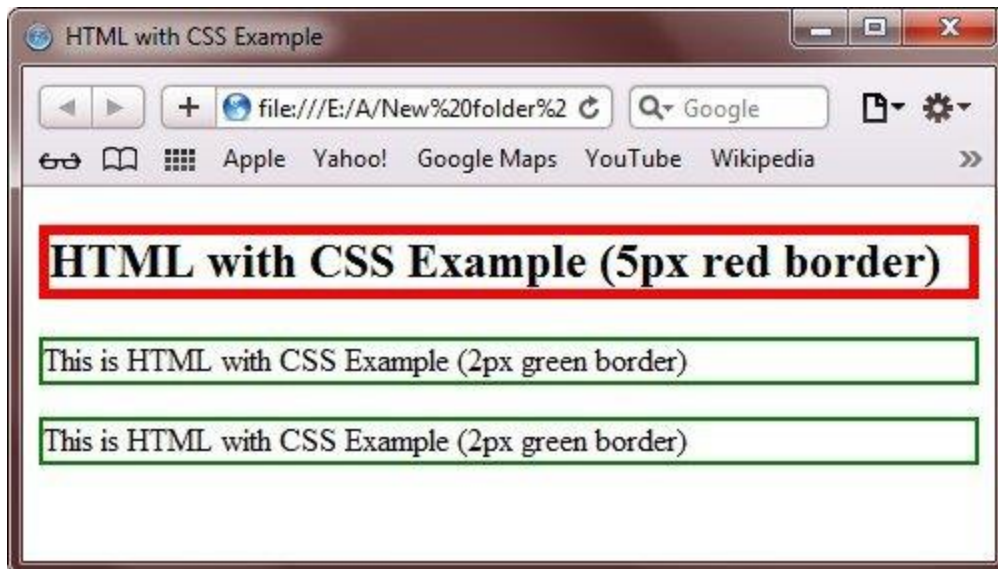 HTML with CSS Example
file:///E:/A/New%20folder%2 Google
Apple Yahoo! Google Maps YouTube Wikipedia
HTML with CSS Example (5px red border)
This is HTML with CSS Example (2px green border)
This is HTML with CSS Example (2px green border)